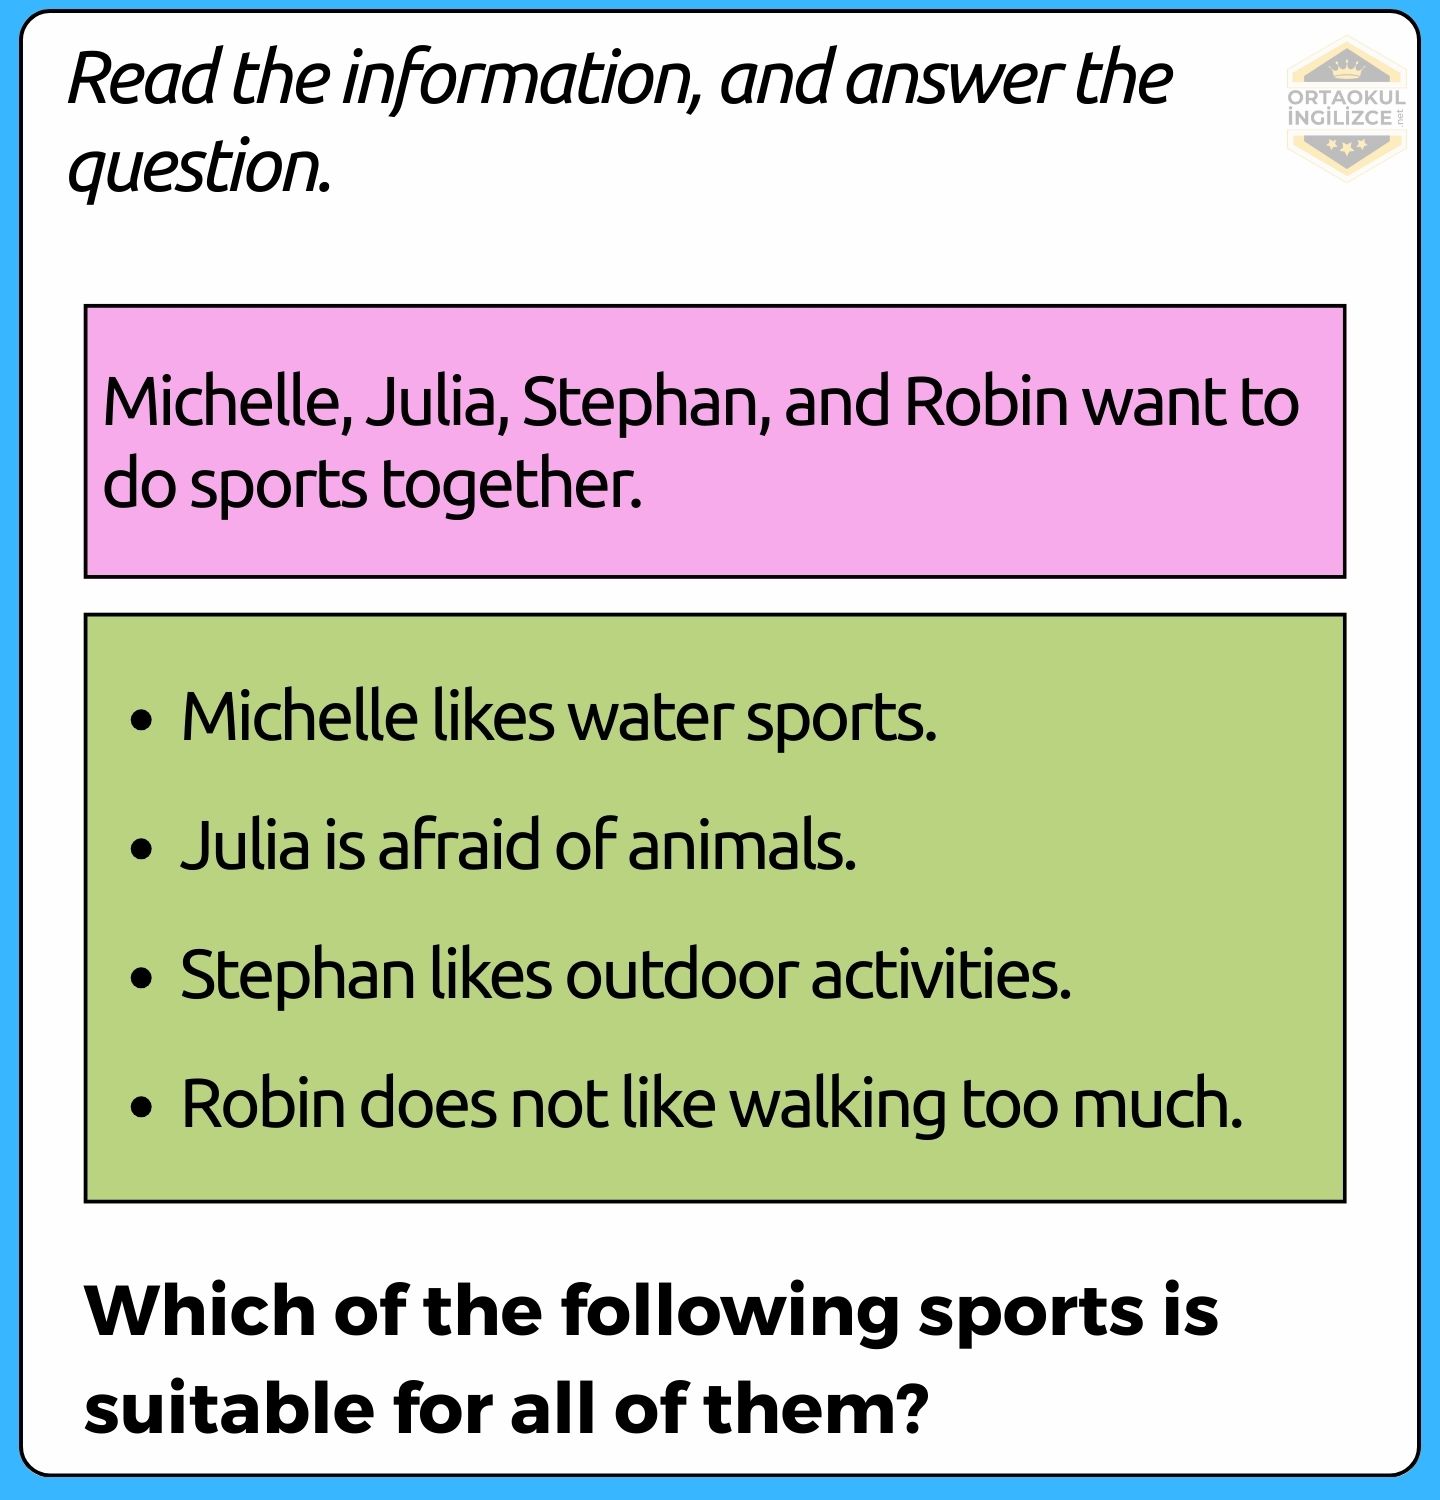 Read the information, and answer the
question.
ORTAOKUL
İNGİLİZCE
.net
Michelle, Julia, Stephan, and Robin want to
do sports together.
• Michelle likes water sports.
• Julia is afraid of animals.
• Stephan likes outdoor activities.
• Robin does not like walking too much.
Which of the following sports is
suitable for all of them?